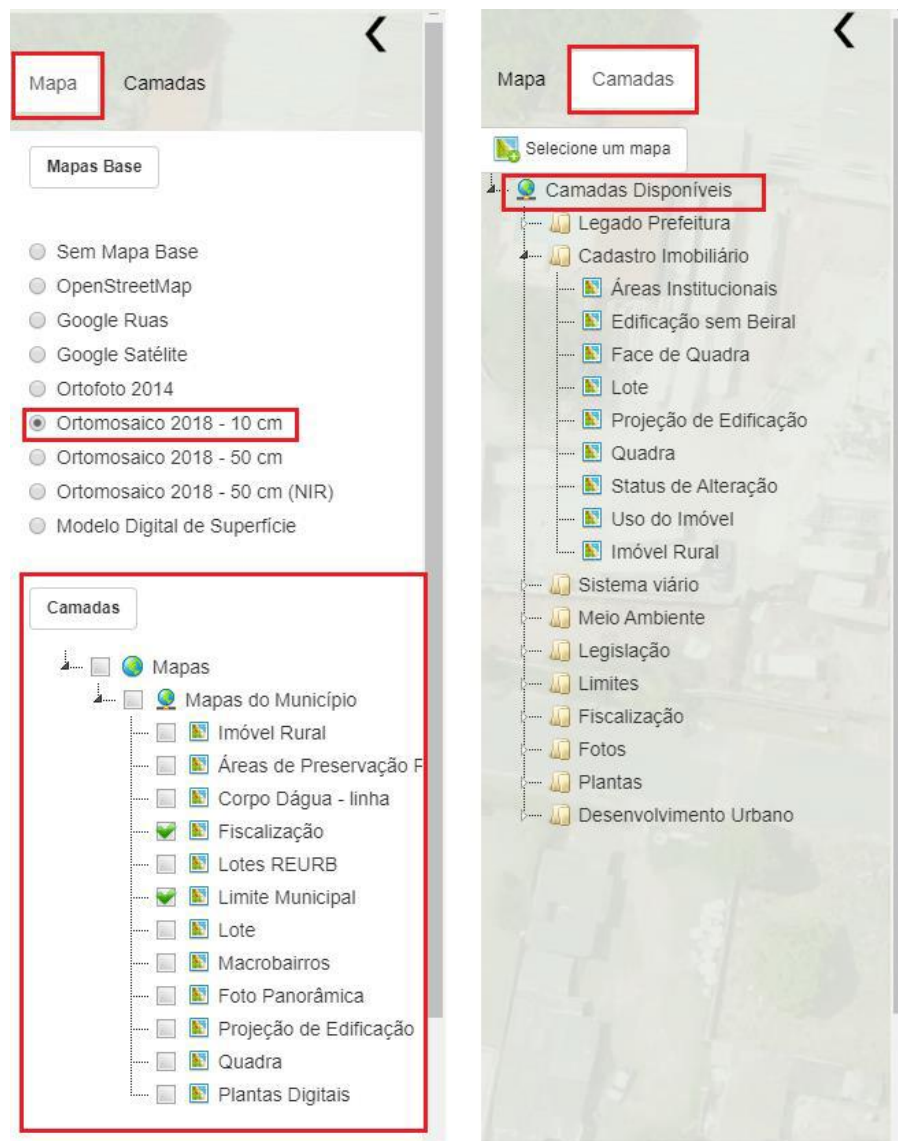 Mapa
Camadas
Mapas Base
Sem Mapa Base
OpenStreetMap
Google Ruas
Google Satélite
Ortofoto 2014
Ortomosaico 2018 - 10 cm
Ortomosaico 2018 - 50 cm
Ortomosaico 2018 - 50 cm (NIR)
Modelo Digital de Superfície
Camadas
Mapas
Mapas do Município
Imóvel Rural
Áreas de Preservação F
Corpo Dágua - linha
Fiscalização
Lotes REURB
Limite Municipal
Lote
Macrobairros
Foto Panorâmica
Projeção de Edificação
Quadra
Plantas Digitais
Mapa
Camadas
Selecione um mapa
Camadas Disponíveis
Legado Prefeitura
Cadastro Imobiliário
Áreas Institucionais
Edificação sem Beiral
Face de Quadra
Lote
Projeção de Edificação
Quadra
Status de Alteração
Uso do Imóvel
Imóvel Rural
Sistema viário
Meio Ambiente
Legislação
Limites
Fiscalização
Fotos
Plantas
Desenvolvimento Urbano